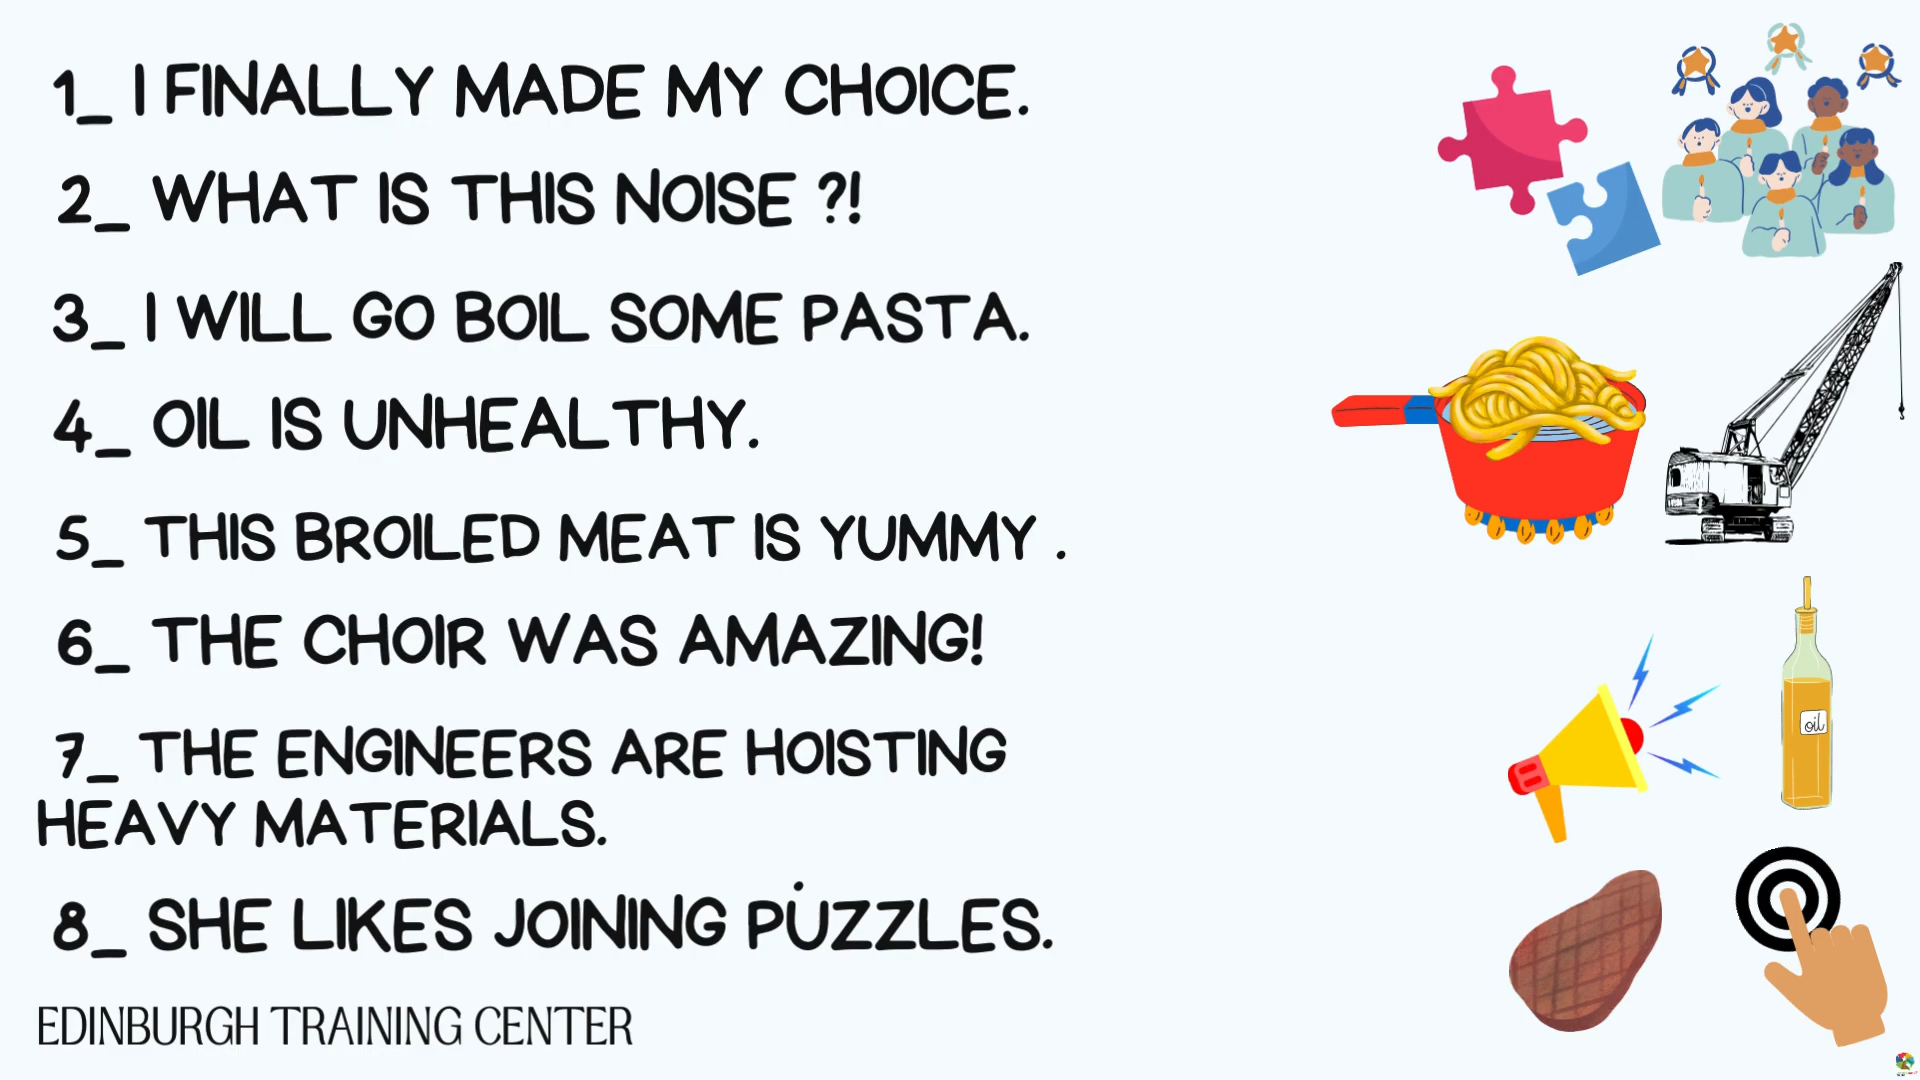 1_ I FINALLY MADE MY CHOICE.
2_ WHAT IS THIS NOISE ?!
3_ I WILL GO BOIL SOME PASTA.
4_ OIL IS UNHEALTHY.
5_ THIS BROILED MEAT IS YUMMY .
6_ THE CHOIR WAS AMAZING!
7_ THE ENGINEERS ARE HOISTING
HEAVY MATERIALS.
8_ SHE LIKES JOINING PUZZLES.
EDINBURGH TRAINING CENTER
oil